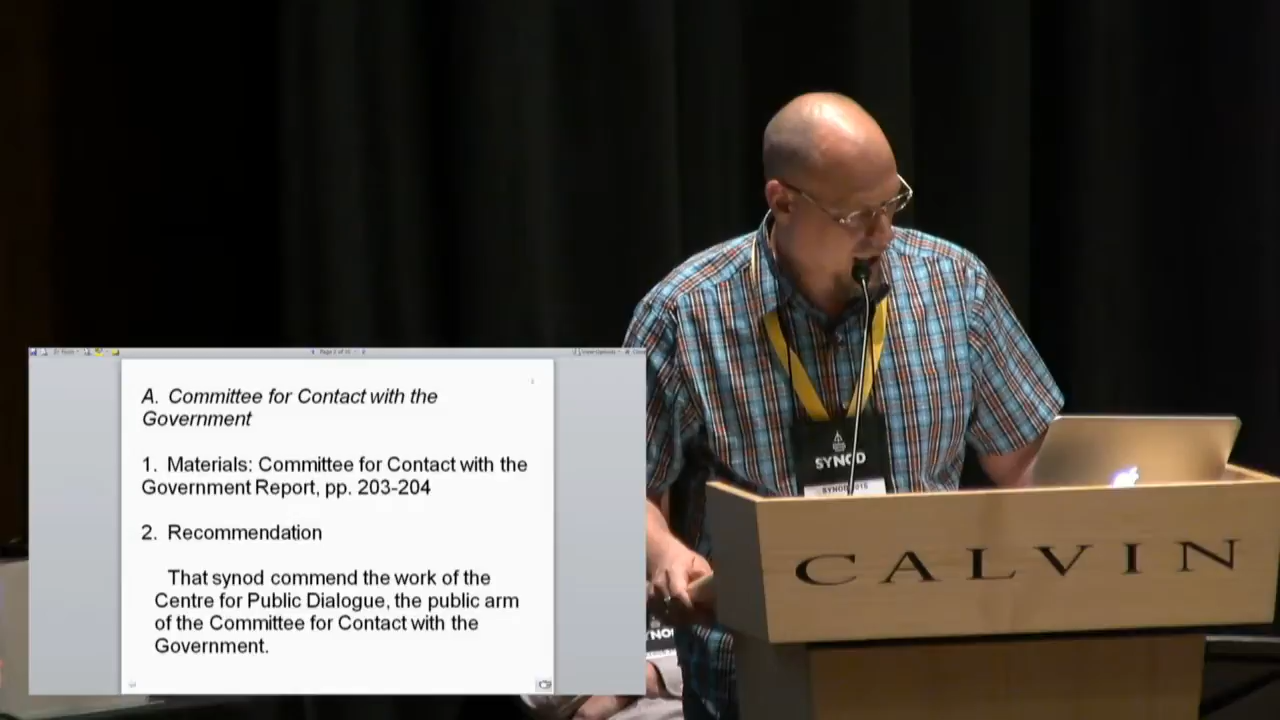 A. Committee for Contact with the
Government
1. Materials: Committee for Contact with the
Government Report, pp. 203-204
2. Recommendation
That synod commend the work of the
Centre for Public Dialogue, the public arm
of the Committee for Contact with the
Government.
SYNOD
SYNOD 2015
CALVIN